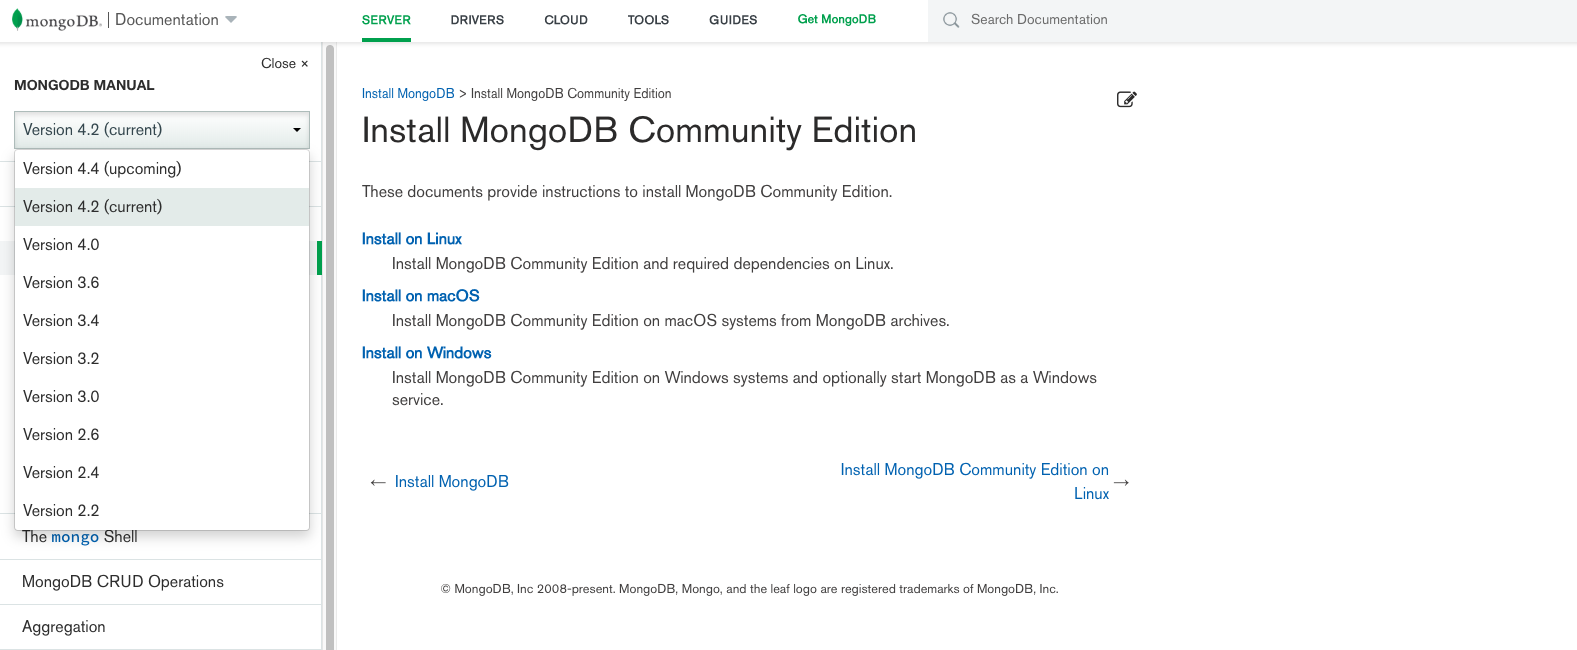 mongoDB. | Documentation
SERVER DRIVERS CLOUD TOOLS GUIDES Get MongoDB
Search Documentation
Close ×
MONGODB MANUAL
Version 4.2 (current)
Version 4.4 (upcoming)
Version 4.2 (current)
Version 4.0
Version 3.6
Version 3.4
Version 3.2
Version 3.0
Version 2.6
Version 2.4
Version 2.2
The mongo Shell
MongoDB CRUD Operations
Aggregation
Install MongoDB > Install MongoDB Community Edition
Install MongoDB Community Edition
These documents provide instructions to install MongoDB Community Edition.
Install on Linux
Install MongoDB Community Edition and required dependencies on Linux.
Install on macOS
Install MongoDB Community Edition on macOS systems from MongoDB archives.
Install on Windows
Install MongoDB Community Edition on Windows systems and optionally start MongoDB as a Windows
service.
← Install MongoDB
Install MongoDB Community Edition on
Linux →
© MongoDB, Inc 2008-present. MongoDB, Mongo, and the leaf logo are registered trademarks of MongoDB, Inc.